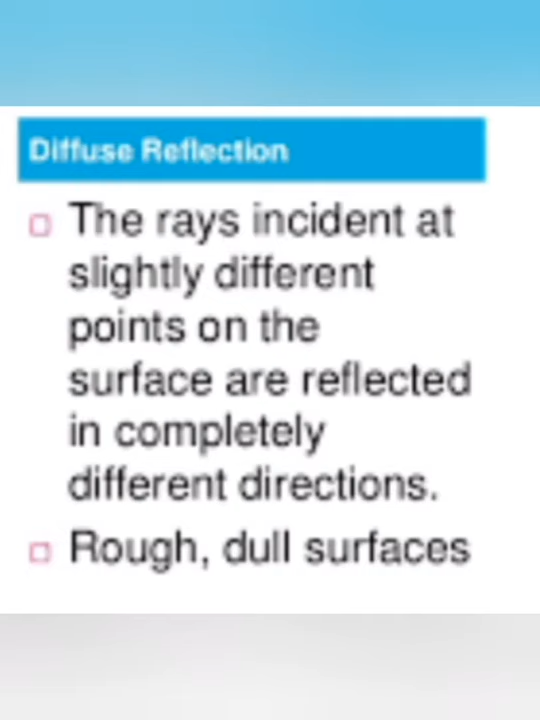 Diffuse Reflection
The rays incident at
slightly different
points on the
surface are reflected
in completely
different directions.
Rough, dull surfaces